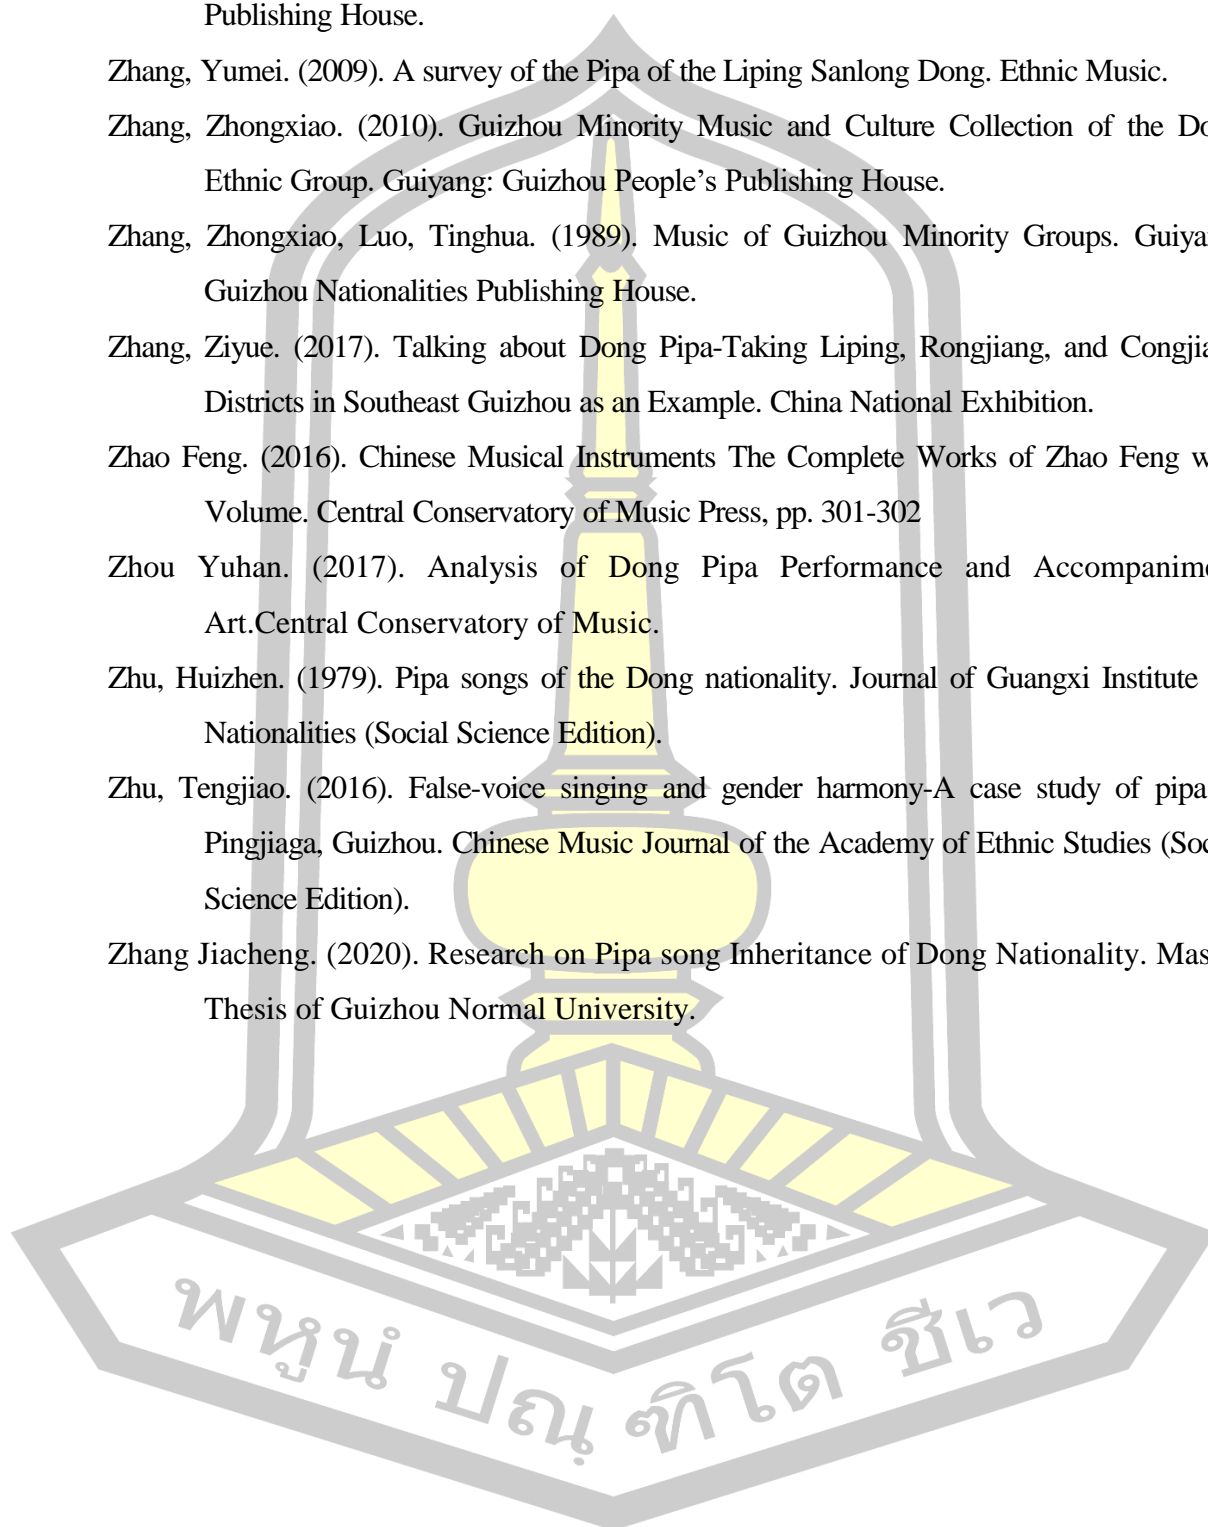 Publishing House.
Zhang, Yumei. (2009). A survey of the Pipa of the Liping Sanlong Dong. Ethnic Music.
Zhang, Zhongxiao. (2010). Guizhou Minority Music and Culture Collection of the Do
Ethnic Group. Guiyang: Guizhou People’s Publishing House.
Zhang, Zhongxiao, Luo, Tinghua. (1989). Music of Guizhou Minority Groups. Guiya
Guizhou Nationalities Publishing House.
Zhang, Ziyue. (2017). Talking about Dong Pipa-Taking Liping, Rongjiang, and Congjia
Districts in Southeast Guizhou as an Example. China National Exhibition.
Zhao Feng. (2016). Chinese Musical Instruments The Complete Works of Zhao Feng w
Volume. Central Conservatory of Music Press, pp. 301-302
Zhou Yuhan. (2017). Analysis of Dong Pipa Performance and Accompanime
Art.Central Conservatory of Music.
Zhu, Huizhen. (1979). Pipa songs of the Dong nationality. Journal of Guangxi Institute
Nationalities (Social Science Edition).
Zhu, Tengjiao. (2016). False-voice singing and gender harmony-A case study of pipa
Pingjiaga, Guizhou. Chinese Music Journal of the Academy of Ethnic Studies (Soc
Science Edition).
Zhang Jiacheng. (2020). Research on Pipa song Inheritance of Dong Nationality. Mas
Thesis of Guizhou Normal University.
พหูนํ ปณฺฑิโต ชีเว